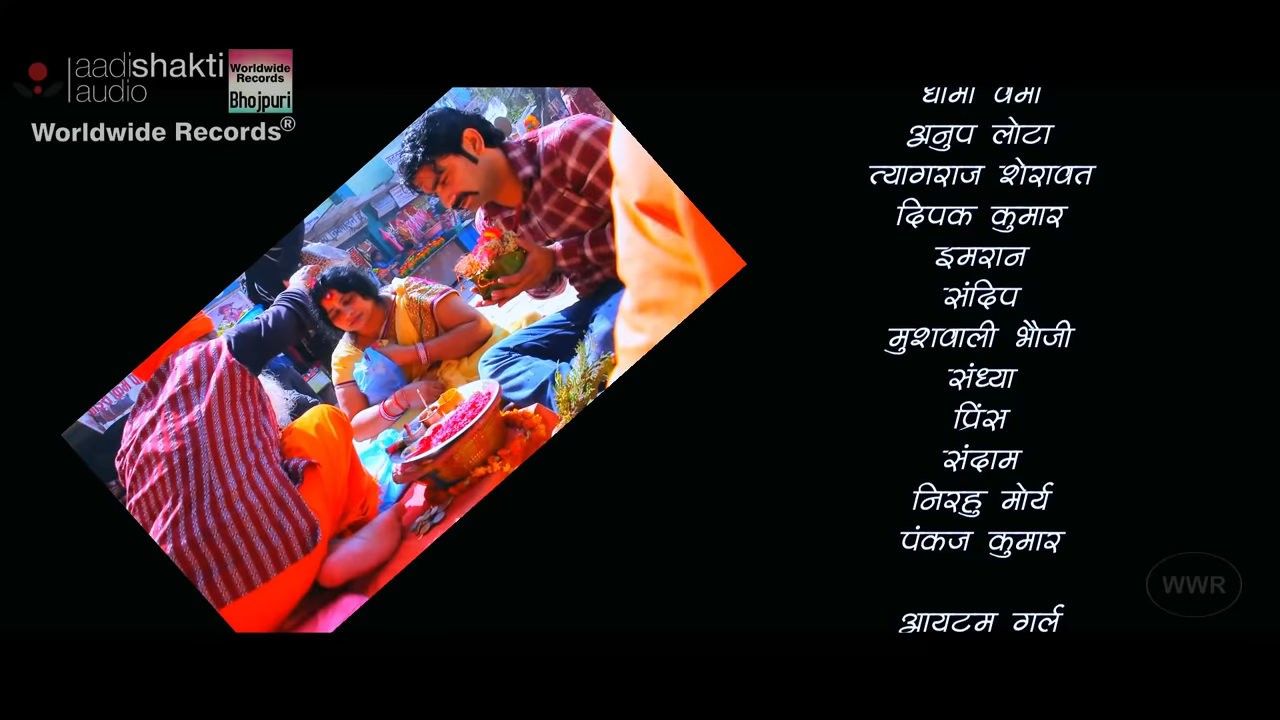 aadishakti
audio
Worldwide
Records
Bhojpuri
Worldwide Records®
अनुप लोटा
त्यागराज शेरावत
दिपक कुमार
इमरान
संदिप
मुशवाली भौजी
संध्या
प्रिंस
संदाम
निरहु मोर्य
पंकज कुमार
WWR
आयटम गर्ल